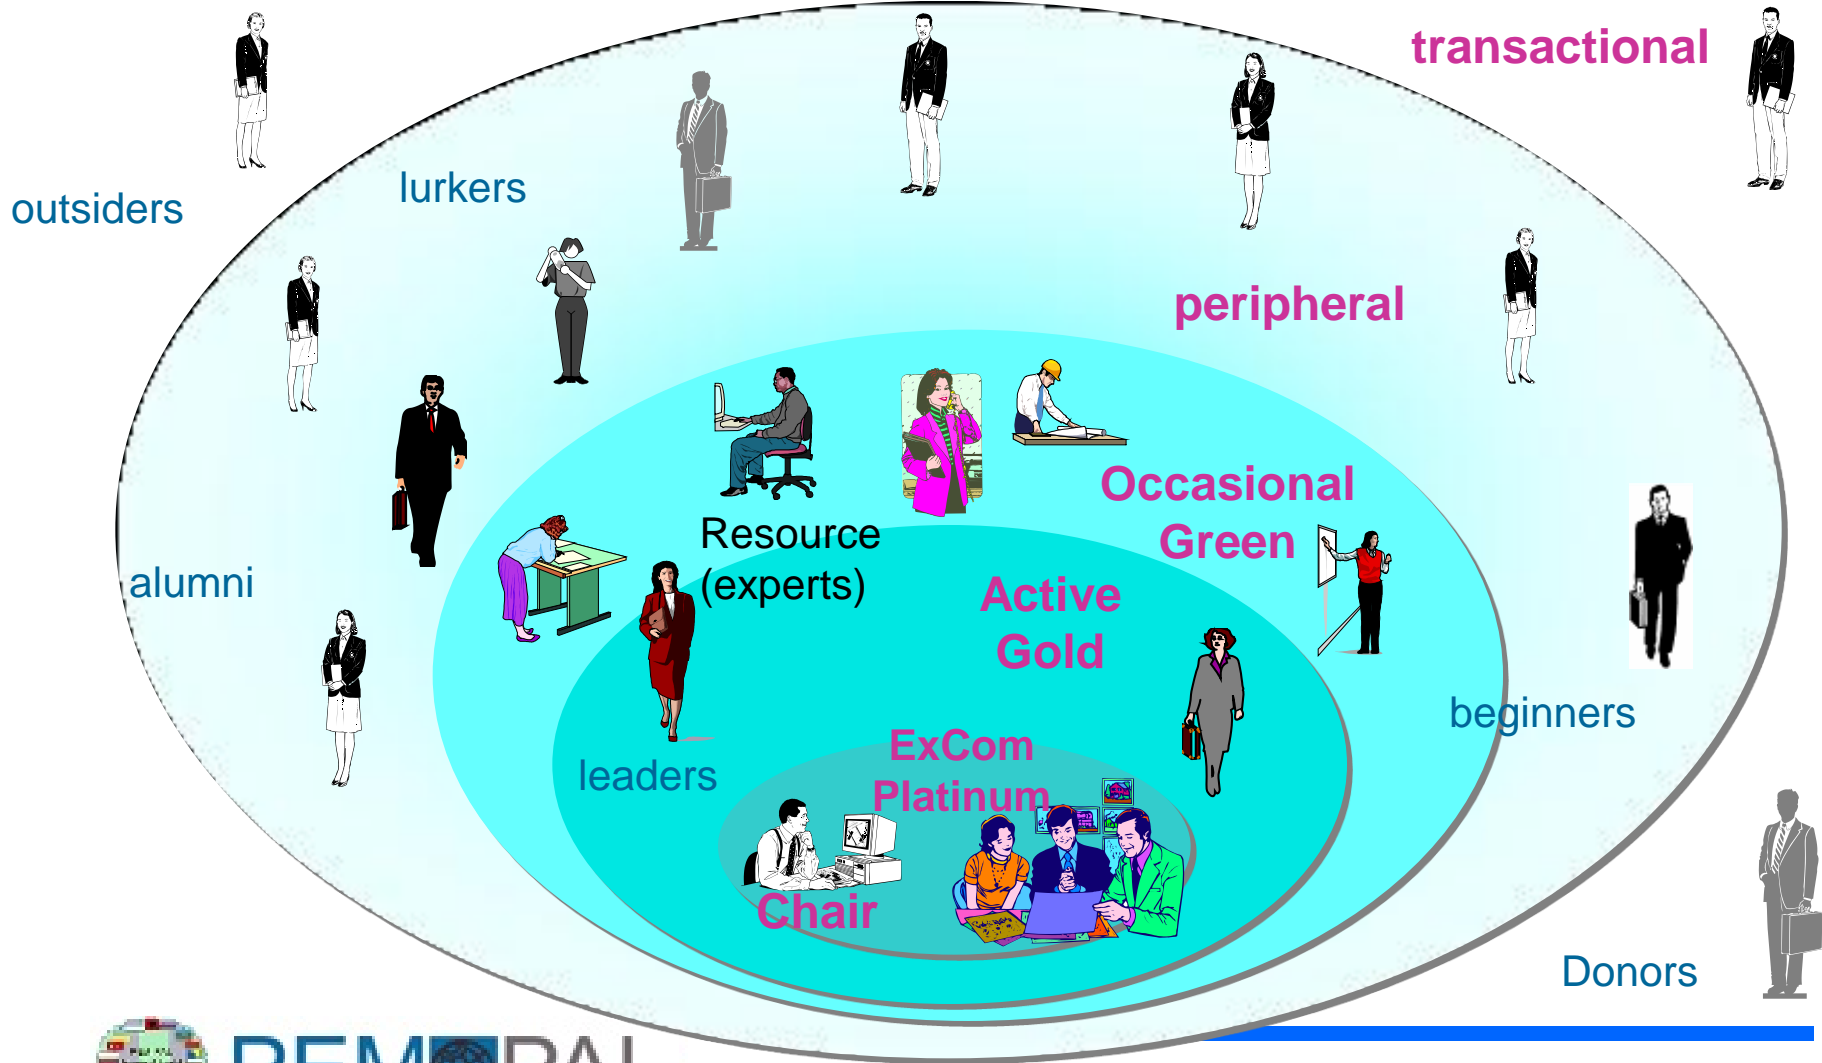 transactional
outsiders
lurkers
peripheral
Occasional
Green
Resource
(experts)
alumni
Active
Gold
beginners
leaders
ExCom
Platinum
Chair
Donors